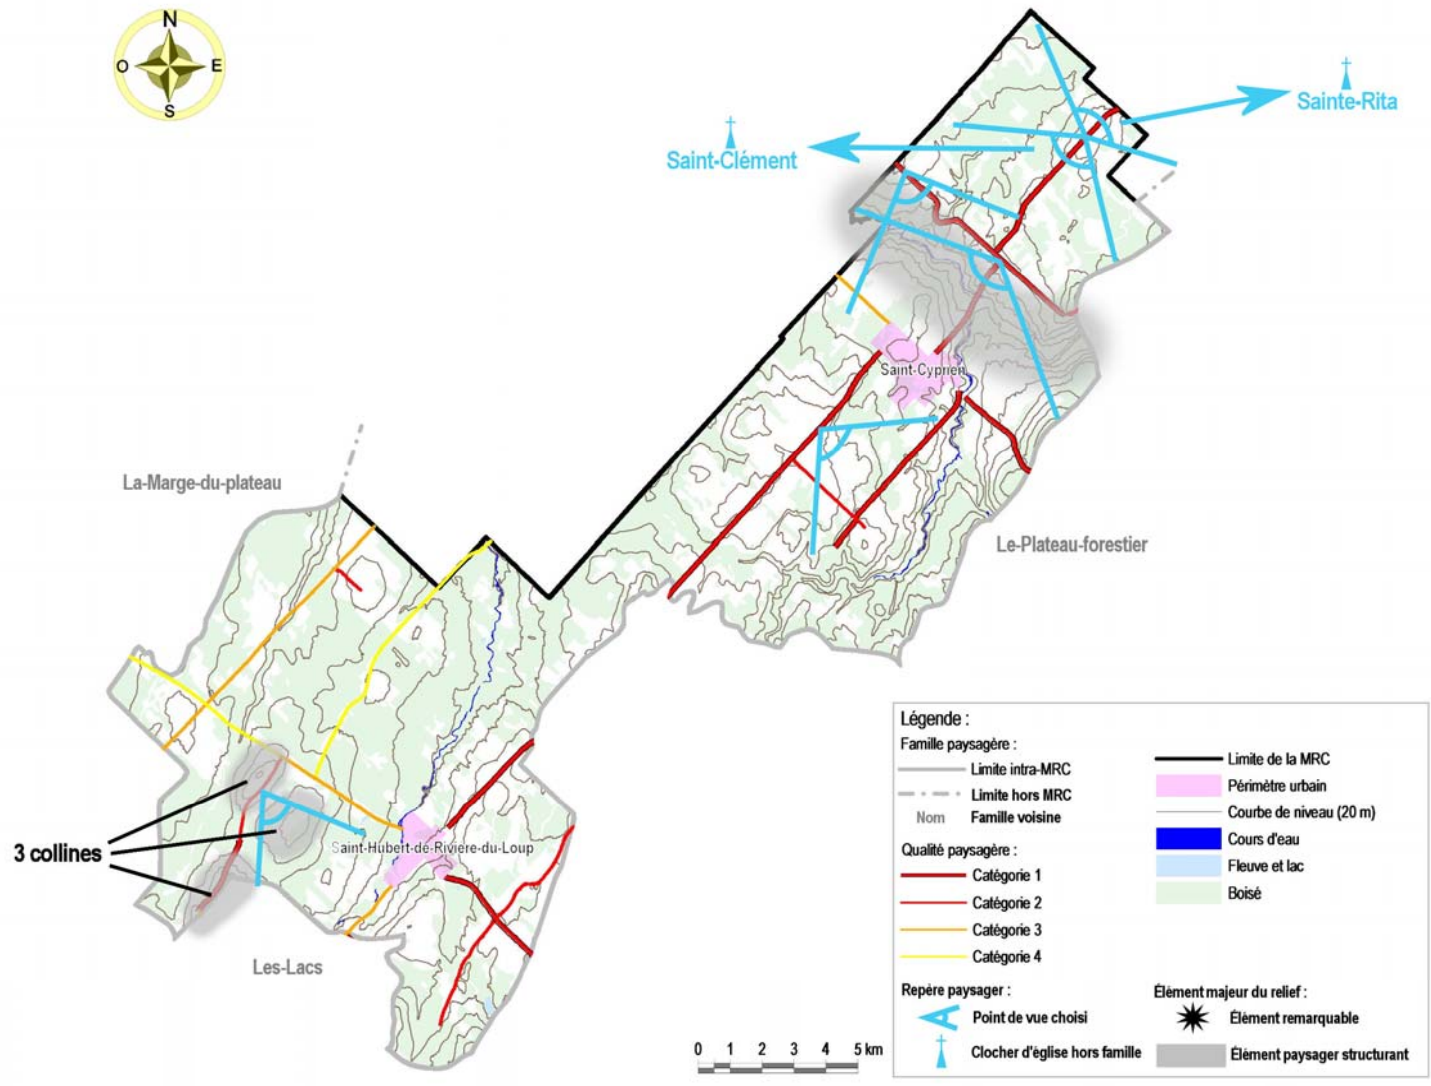 N
O E
S
Sainte-Rita
Saint-Clément
Saint-Cyprien
La-Marge-du-plateau
Le-Plateau-forestier
3 collines
Saint-Hubert-de-Rivière-du-Loup
Les-Lacs
Légende :
Famille paysagère :
Limite intra-MRC
Limite hors MRC
Nom Famille voisine
Qualité paysagère :
Catégorie 1
Catégorie 2
Catégorie 3
Catégorie 4
Repère paysager :
Point de vue choisi
Clocher d'église hors famille
Limite de la MRC
Périmètre urbain
Courbe de niveau (20 m)
Cours d'eau
Fleuve et lac
Boisé
Élément majeur du relief :
Élément remarquable
Élément paysager structurant
0 1 2 3 4 5 km